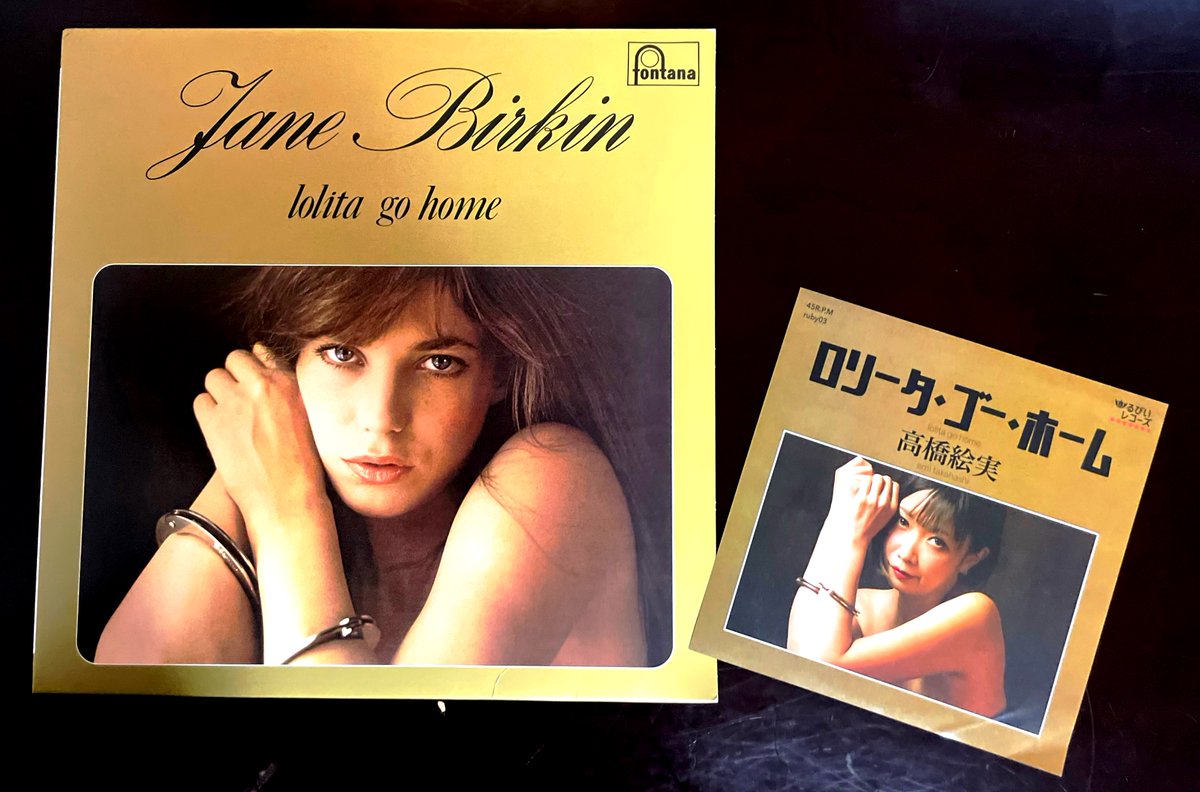 fontana
Jane Birkin
lolita go home
45R.P.M
ruby03
るびい
レコーズ
ロリータ・ゴー・ホーム
lolita go home
高橋絵実
emi takahashi